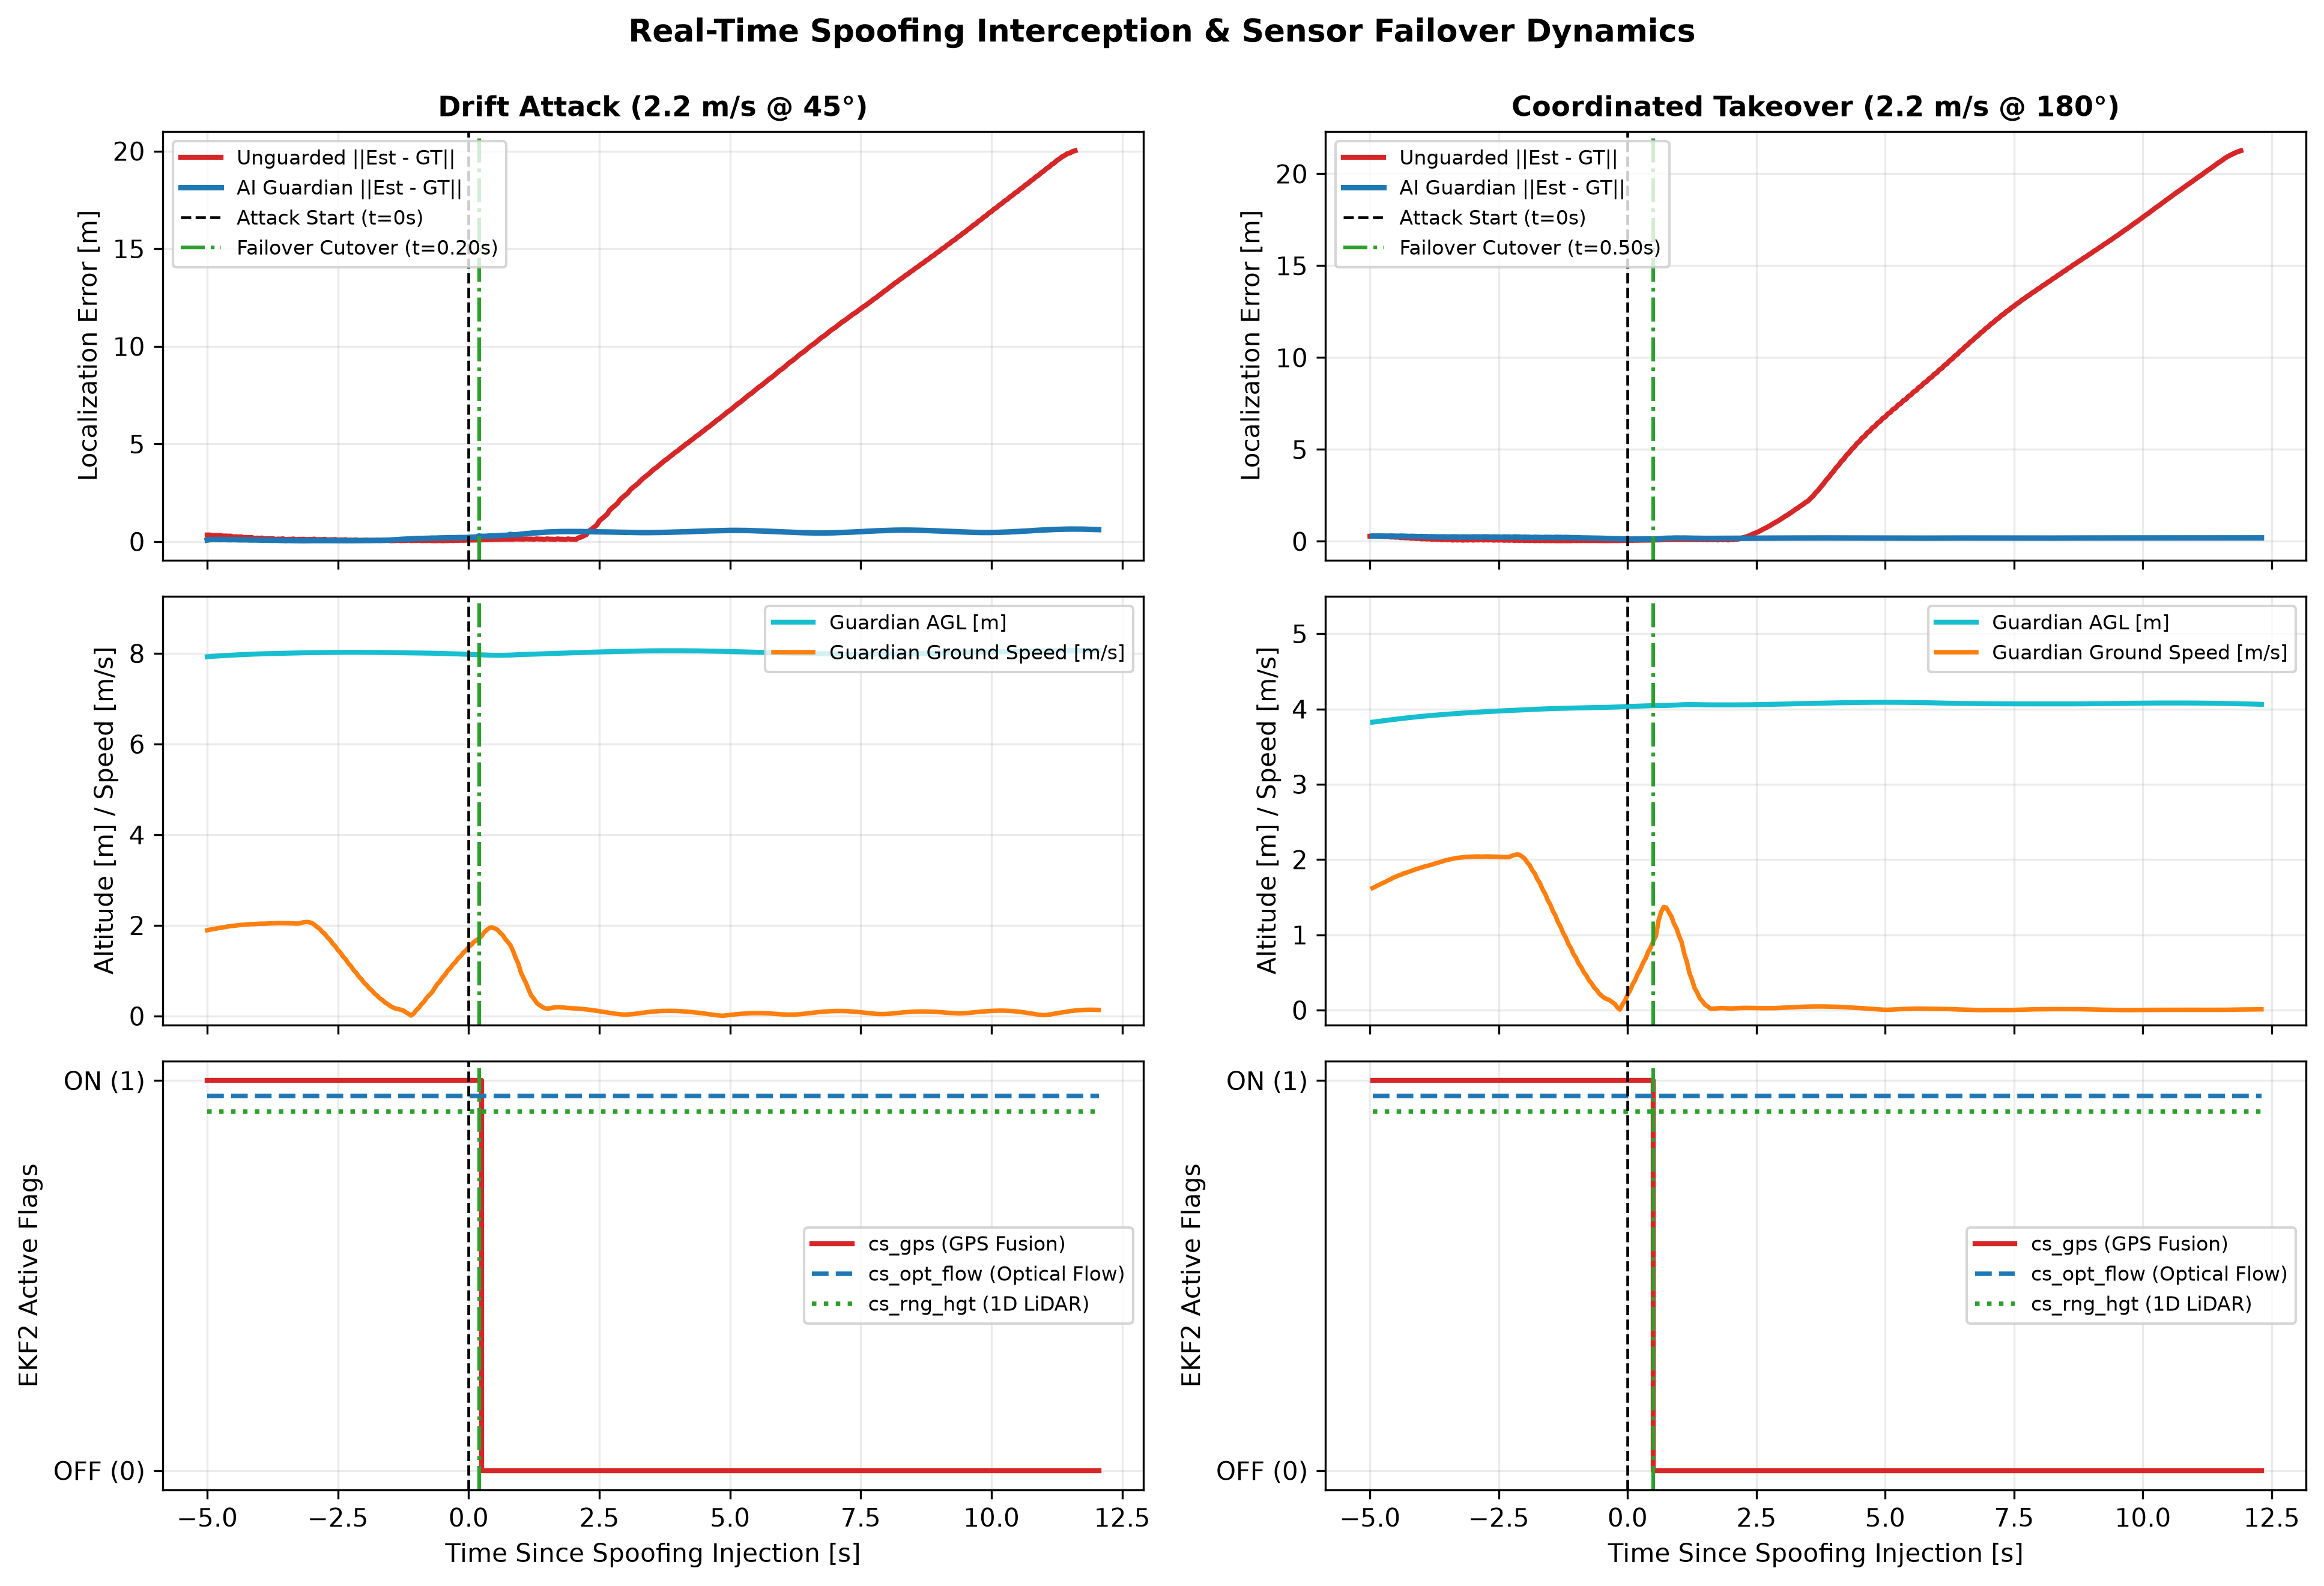 Real-Time Spoofing Interception & Sensor Failover Dynamics
Drift Attack (2.2 m/s @ 45°)
Localization Error [m]
20
15
10
5
0
Unguarded ||Est - GT||
AI Guardian ||Est - GT||
Attack Start (t=0s)
Failover Cutover (t=0.20s)
Coordinated Takeover (2.2 m/s @ 180°)
Localization Error [m]
20
15
10
5
0
Unguarded ||Est - GT||
AI Guardian ||Est - GT||
Attack Start (t=0s)
Failover Cutover (t=0.50s)
Altitude [m] / Speed [m/s]
8
6
4
2
0
Guardian AGL [m]
Guardian Ground Speed [m/s]
Altitude [m] / Speed [m/s]
5
4
3
2
1
0
Guardian AGL [m]
Guardian Ground Speed [m/s]
EKF2 Active Flags
ON (1)
OFF (0)
cs_gps (GPS Fusion)
cs_opt_flow (Optical Flow)
cs_rng_hgt (1D LiDAR)
−5.0 −2.5 0.0 2.5 5.0 7.5 10.0 12.5
Time Since Spoofing Injection [s]
EKF2 Active Flags
ON (1)
OFF (0)
cs_gps (GPS Fusion)
cs_opt_flow (Optical Flow)
cs_rng_hgt (1D LiDAR)
−5.0 −2.5 0.0 2.5 5.0 7.5 10.0 12.5
Time Since Spoofing Injection [s]